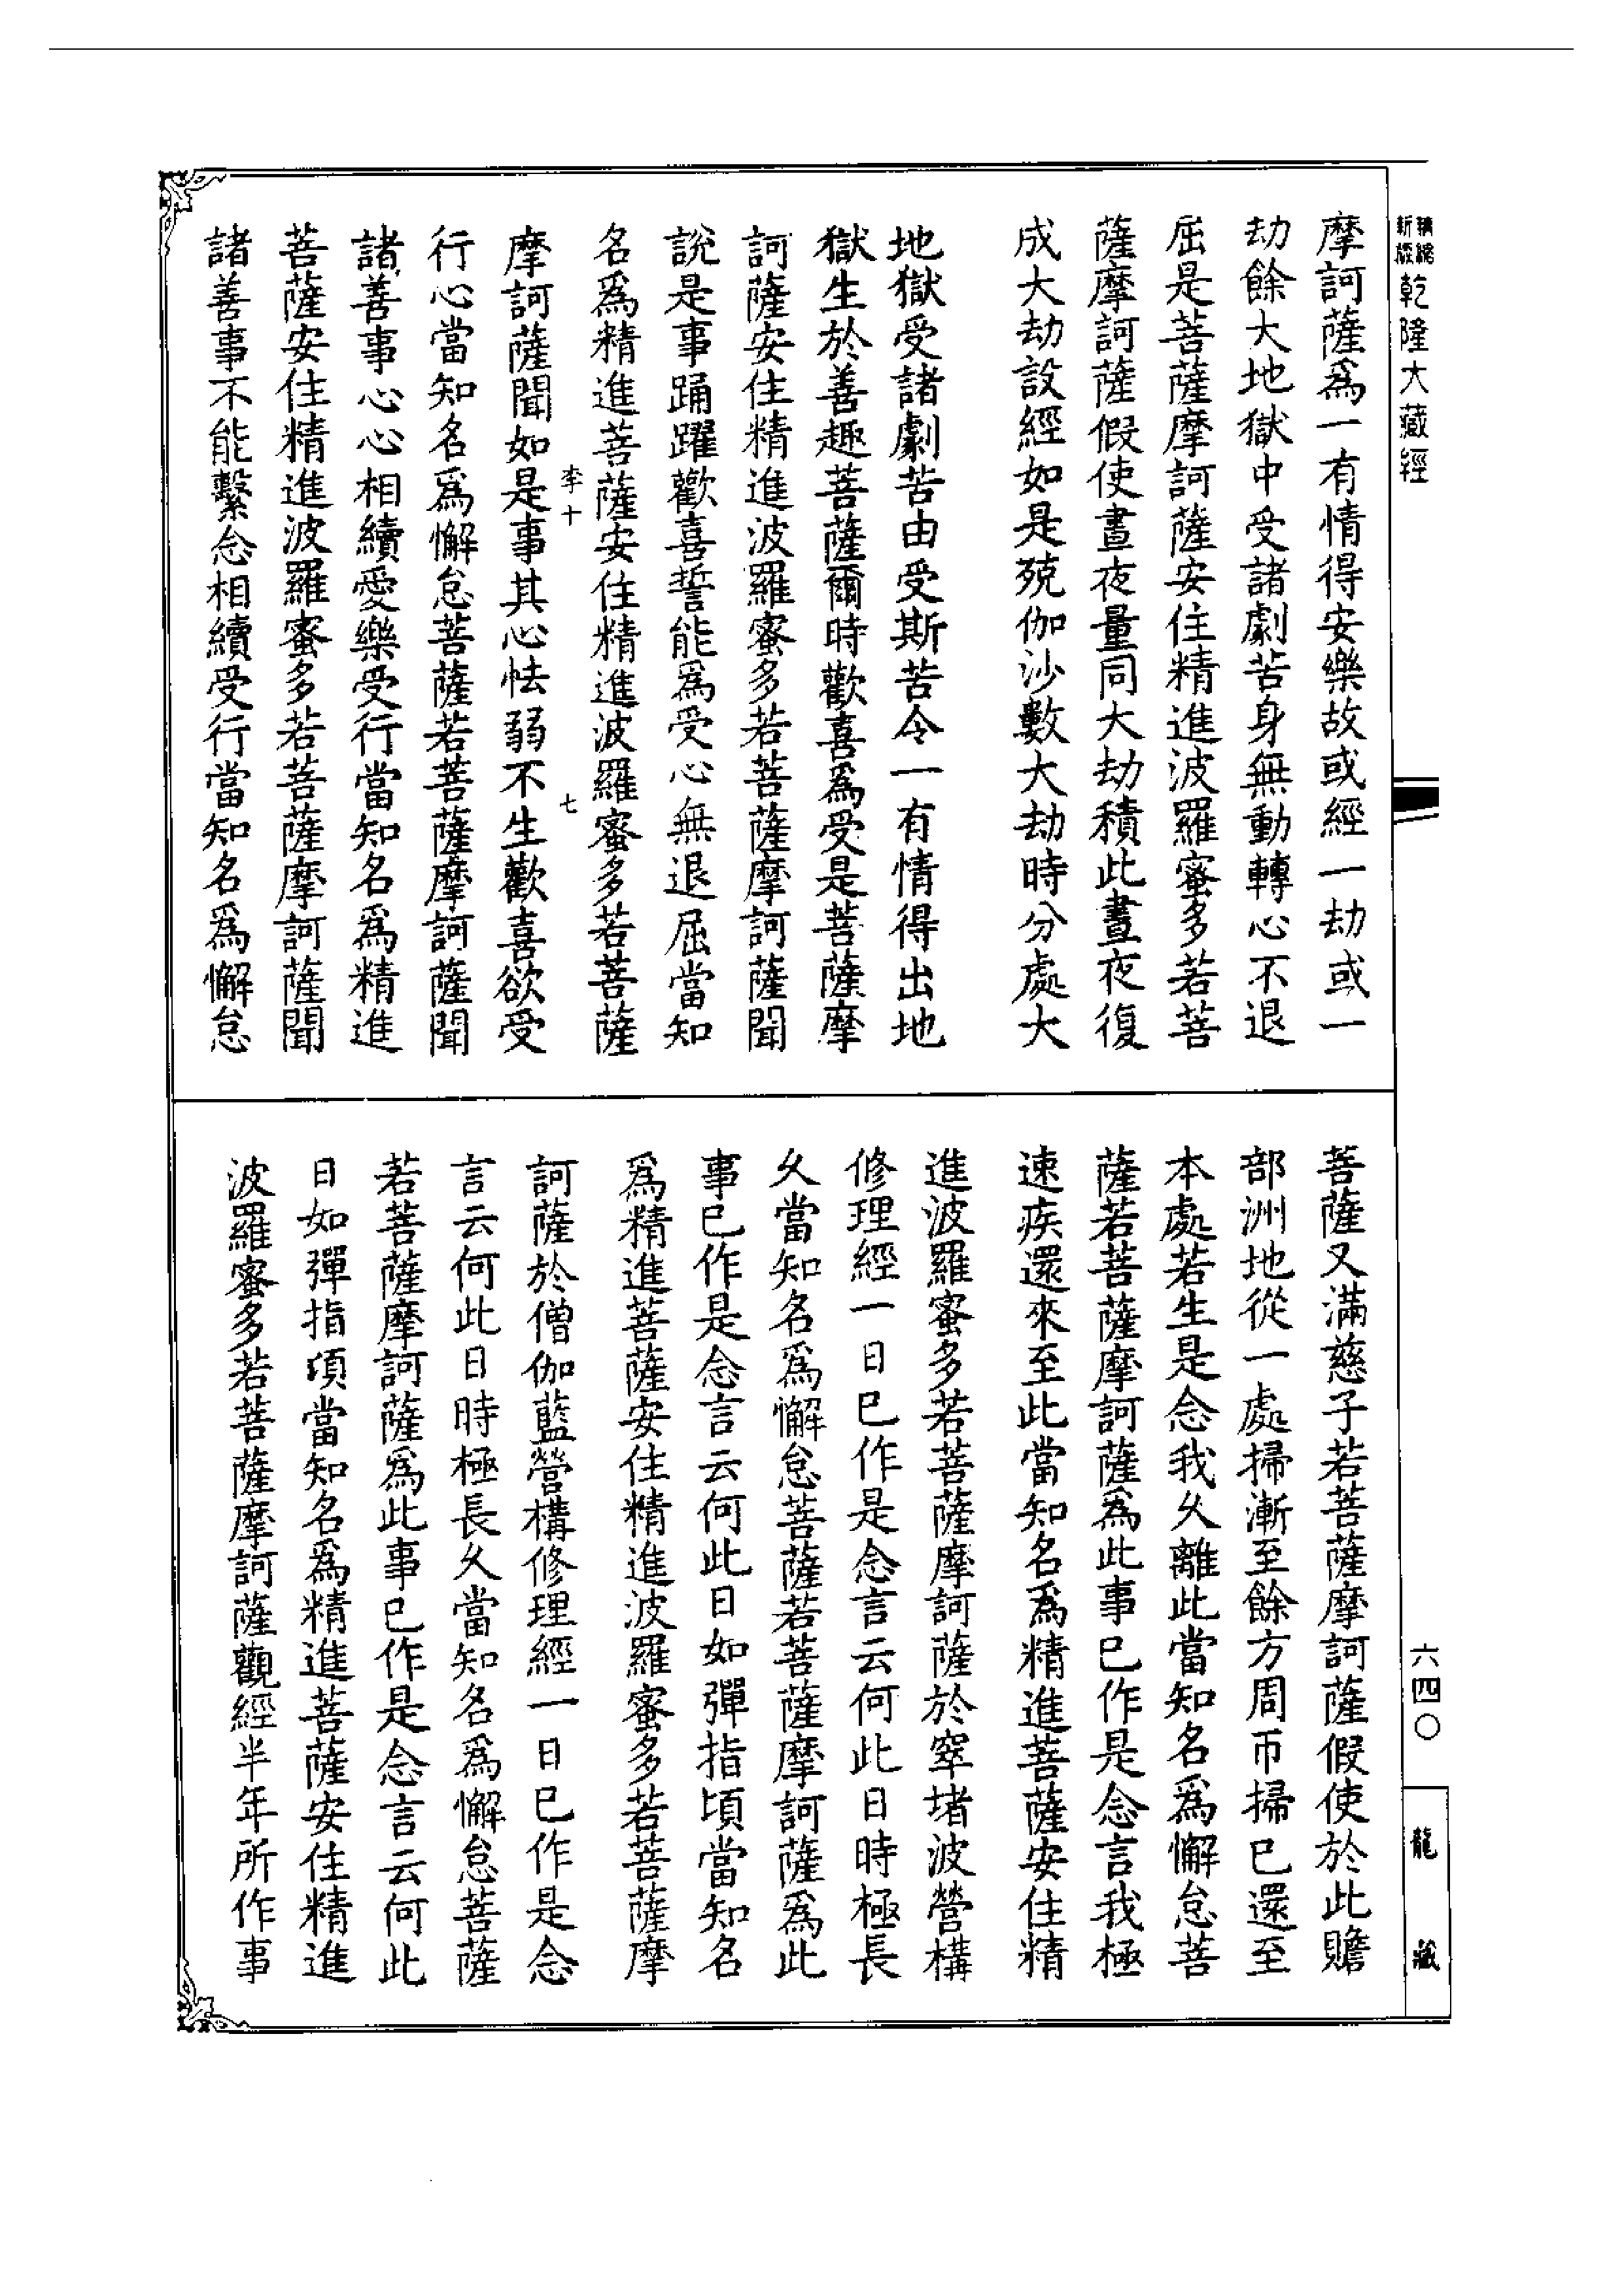 新編縮版乾隆大藏經
摩訶薩爲一有情得安樂故或經一劫或一
劫餘大地獄中受諸劇苦身無動轉心不退
屈是菩薩摩訶薩安住精進波羅蜜多若菩
薩摩訶薩假使晝夜量同大劫積此晝夜復
成大劫設經如是殑伽沙數大劫時分處大
地獄受諸劇苦由受斯苦令一有情得出地
獄生於善趣菩薩爾時歡喜爲受是菩薩摩
訶薩安住精進波羅蜜多若菩薩摩訶薩聞
說是事踊躍歡喜誓能爲受心無退屈當知
名爲精進菩薩安住精進波羅蜜多若菩薩
李十 七
摩訶薩聞如是事其心怯弱不生歡喜欲受
行心當知名爲懈怠菩薩若菩薩摩訶薩聞
諸善事心心相續愛樂受行當知名爲精進
菩薩安住精進波羅蜜多若菩薩摩訶薩聞
諸善事不能繫念相續受行當知名爲懈怠
菩薩又滿慈子若菩薩摩訶薩假使於此贍
部洲地從一處掃漸至餘方周帀掃已還至
本處若生是念我久離此當知名爲懈怠菩
薩若菩薩摩訶薩爲此事已作是念言我極
速疾還來至此當知名爲精進菩薩安住精
進波羅蜜多若菩薩摩訶薩於窣堵波營構
修理經一日已作是念言云何此日時極長
久當知名爲懈怠菩薩若菩薩摩訶薩爲此
事已作是念言云何此日如彈指頃當知名
爲精進菩薩安住精進波羅蜜多若菩薩摩
訶薩於僧伽藍營構修理經一日已作是念
言云何此日時極長久當知名爲懈怠菩薩
若菩薩摩訶薩爲此事已作是念言云何此
日如彈指頃當知名爲精進菩薩安住精進
波羅蜜多若菩薩摩訶薩觀經半年所作事
六四〇
龍藏